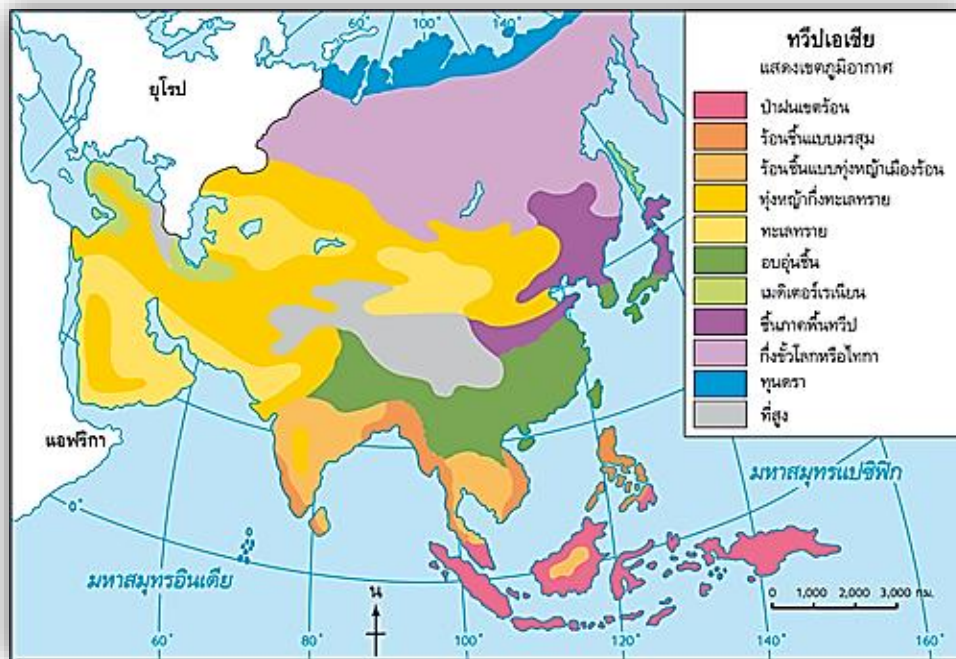 60° 100° 140°
ยุโรป
ทวีปเอเชีย
แสดงเขตภูมิอากาศ
ป่าฝนเขตร้อน
ร้อนชื้นแบบมรสุม
ร้อนชื้นแบบทุ่งหญ้าเมืองร้อน
ทุ่งหญ้ากึ่งทะเลทราย
ทะเลทราย
อบอุ่นชื้น
เมดิเตอร์เรเนียน
ชื้นภาคพื้นทวีป
กึ่งขั้วโลกหรือไทกา
ทุนดรา
ที่สูง
แอฟริกา
มหาสมุทรแปซิฟิก
0°
มหาสมุทรอินเดีย
น
0 1,000 2,000 3,000 กม.
60° 80° 100° 120° 140° 160°